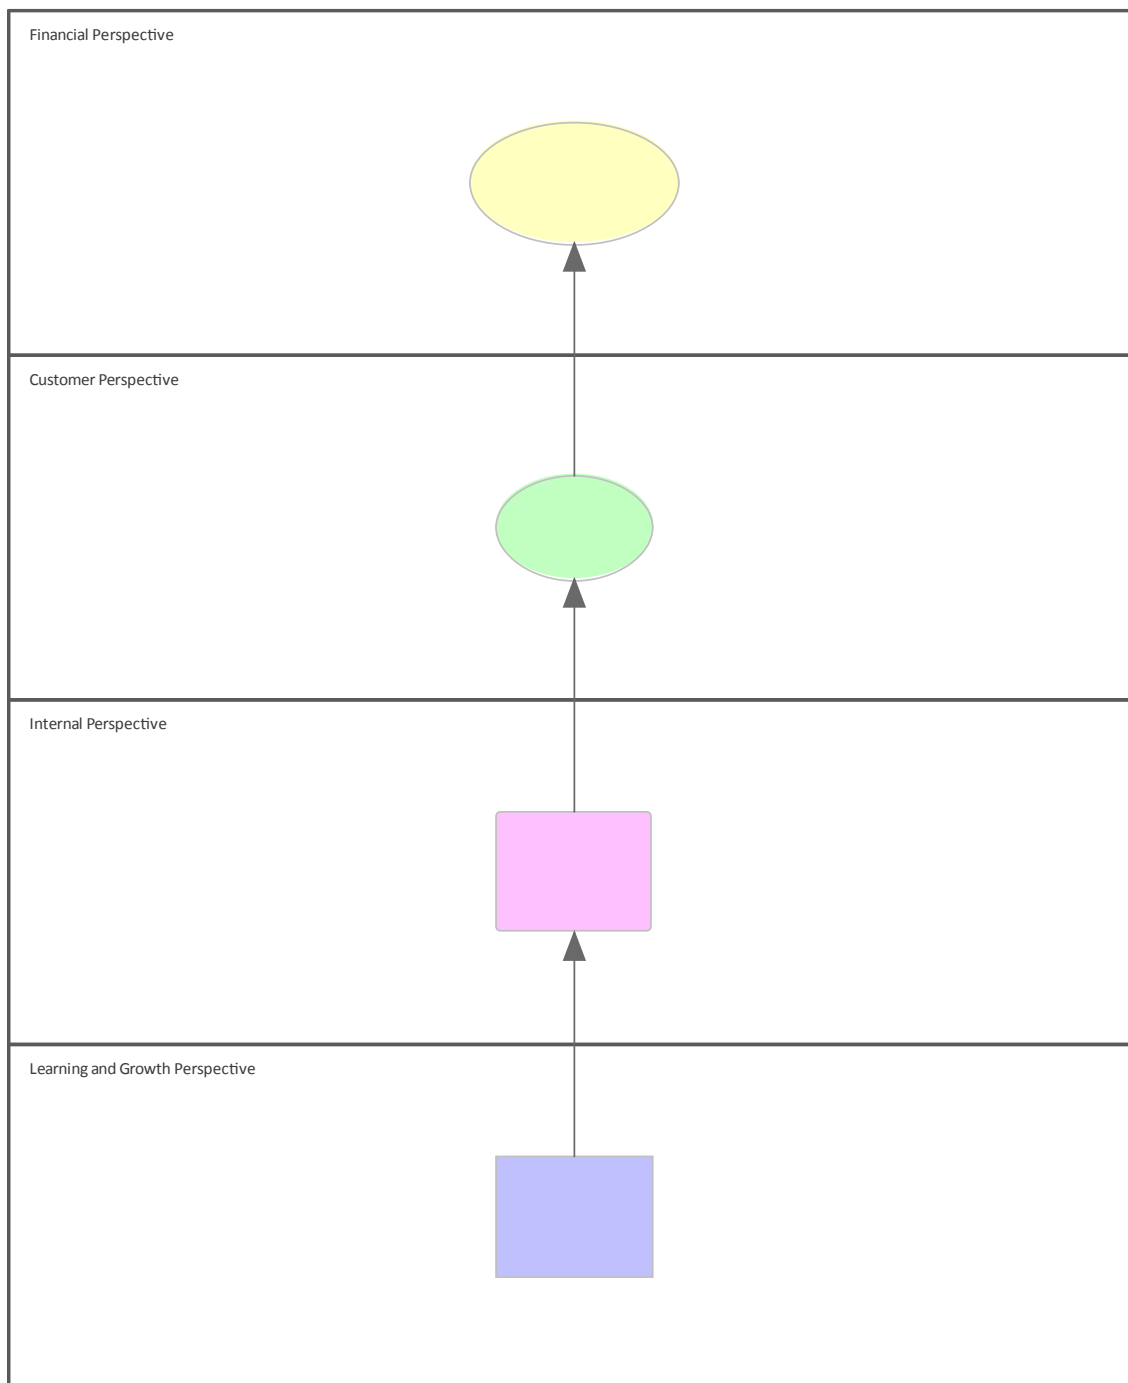 Financial Perspective
Customer Perspective
Internal Perspective
Learning and Growth Perspective